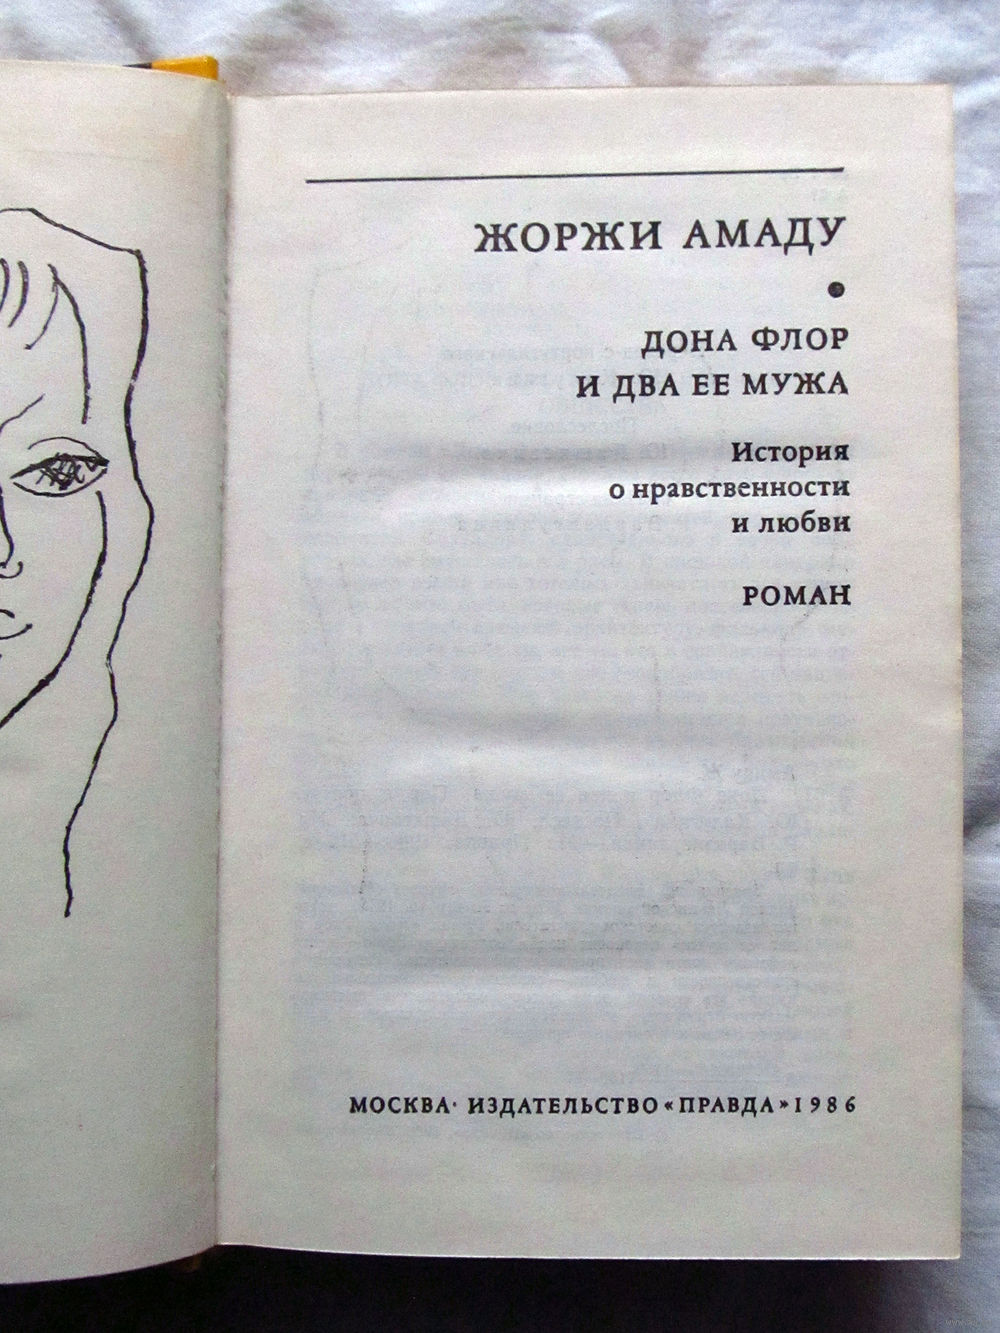 ЖОРЖИ АМАДУ
ДОНА ФЛОР
И ДВА ЕЕ МУЖА
История
о нравственности
и любви
РОМАН
МОСКВА· ИЗДАТЕЛЬСТВО «ПРАВДА» 1986